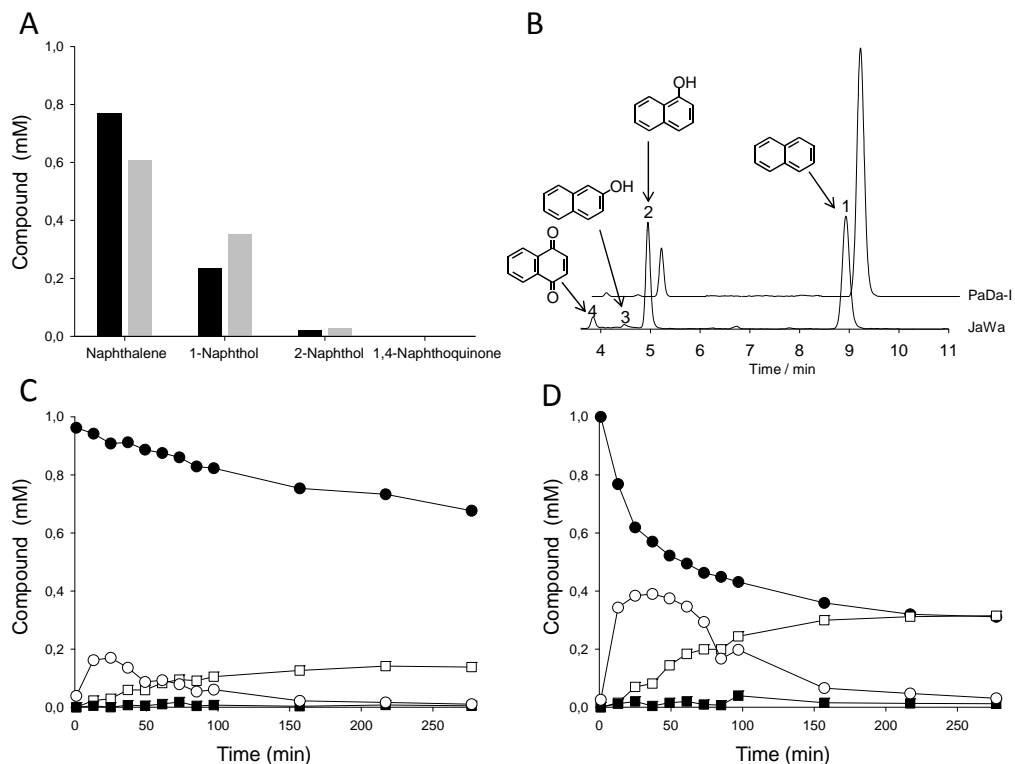 A
1,0
0,8
0,6
0,4
0,2
0,0
Compound (mM)
Naphthalene 1-Naphthol 2-Naphthol 1,4-Naphthoquinone
B
OH
OH
O
O
1
2
3
4
PaDa-I
JaWa
4 5 6 7 8 9 10 11
Time / min
C
1,0
0,8
0,6
0,4
0,2
0,0
Compound (mM)
0 50 100 150 200 250
Time (min)
D
1,0
0,8
0,6
0,4
0,2
0,0
Compound (mM)
0 50 100 150 200 250
Time (min)